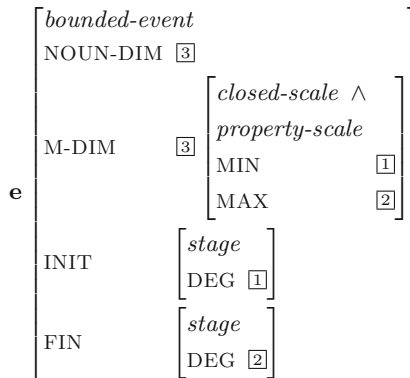 bounded-event
NOUN-DIM 3
closed-scale ∧
M-DIM 3 property-scale
MIN 1
e MAX 2
stage
INIT DEG 1
stage
FIN DEG 2